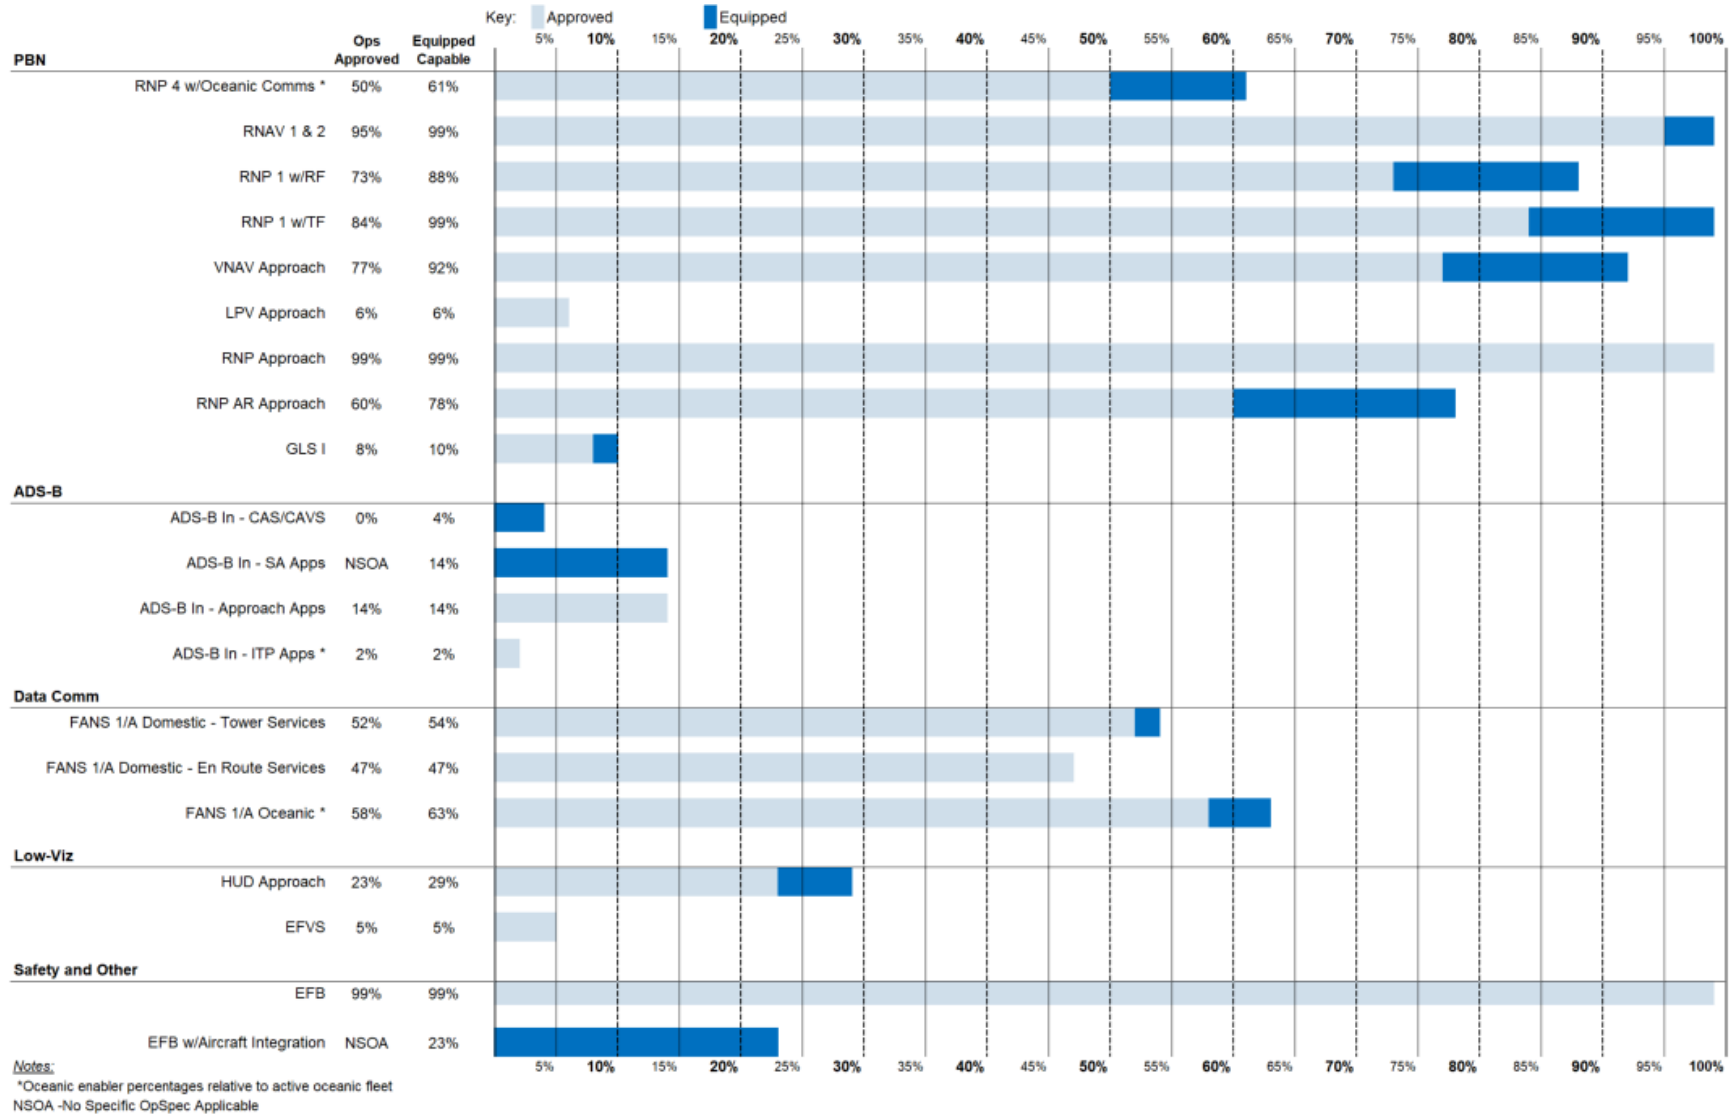 Key: Approved Equipped
Ops Approved Equipped Capable 5% 10% 15% 20% 25% 30% 35% 40% 45% 50% 55% 60% 65% 70% 75% 80% 85% 90% 95% 100%
PBN
RNP 4 w/Oceanic Comms * 50% 61%
RNAV 1 & 2 95% 99%
RNP 1 w/RF 73% 88%
RNP 1 w/TF 84% 99%
VNAV Approach 77% 92%
LPV Approach 6% 6%
RNP Approach 99% 99%
RNP AR Approach 60% 78%
GLS I 8% 10%
ADS-B
ADS-B In - CAS/CAVS 0% 4%
ADS-B In - SA Apps NSOA 14%
ADS-B In - Approach Apps 14% 14%
ADS-B In - ITP Apps * 2% 2%
Data Comm
FANS 1/A Domestic - Tower Services 52% 54%
FANS 1/A Domestic - En Route Services 47% 47%
FANS 1/A Oceanic * 58% 63%
Low-Viz
HUD Approach 23% 29%
EFVS 5% 5%
Safety and Other
EFB 99% 99%
EFB w/Aircraft Integration NSOA 23%
5% 10% 15% 20% 25% 30% 35% 40% 45% 50% 55% 60% 65% 70% 75% 80% 85% 90% 95% 100%
Notes:
*Oceanic enabler percentages relative to active oceanic fleet
NSOA -No Specific OpSpec Applicable